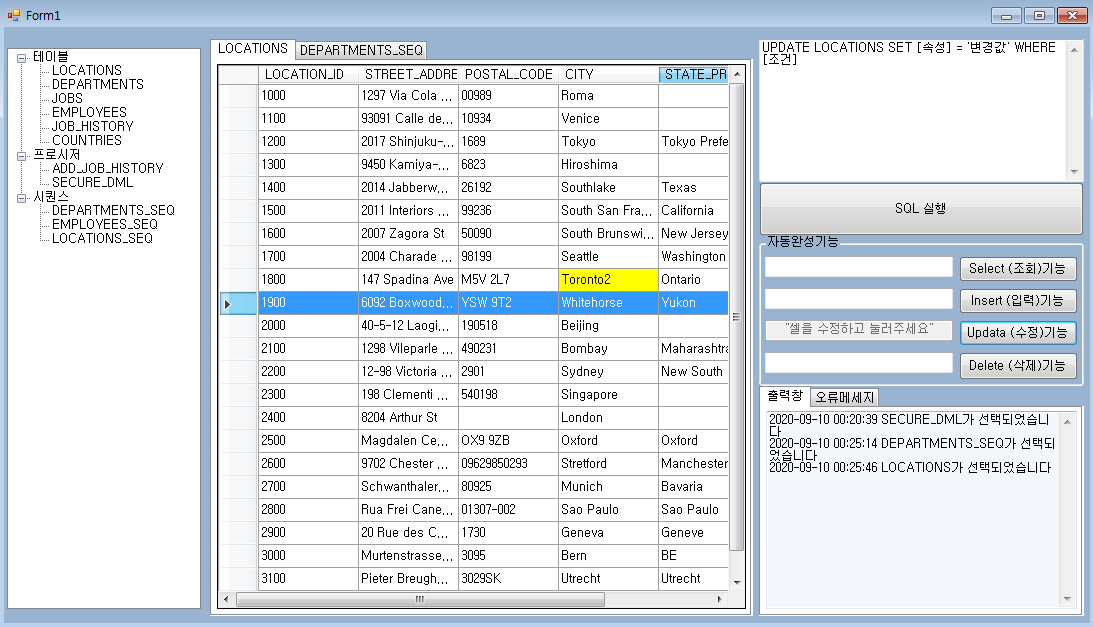 Form1
테이블
LOCATIONS
DEPARTMENTS
JOBS
EMPLOYEES
JOB_HISTORY
COUNTRIES
프로시저
ADD_JOB_HISTORY
SECURE_DML
시퀀스
DEPARTMENTS_SEQ
EMPLOYEES_SEQ
LOCATIONS_SEQ
LOCATIONS DEPARTMENTS_SEQ
LOCATION_ID STREET_ADDRE POSTAL_CODE CITY STATE_PR
1000 1297 Via Cola ... 00989 Roma
1100 93091 Calle de... 10934 Venice
1200 2017 Shinjuku-... 1689 Tokyo Tokyo Prefe
1300 9450 Kamiya-... 6823 Hiroshima
1400 2014 Jabberw... 26192 Southlake Texas
1500 2011 Interiors ... 99236 South San Fra... California
1600 2007 Zagora St 50090 South Brunswi... New Jersey
1700 2004 Charade ... 98199 Seattle Washington
1800 147 Spadina Ave M5V 2L7 Toronto2 Ontario
1900 6092 Boxwood... YSW 9T2 Whitehorse Yukon
2000 40-5-12 Laogi... 190518 Beijing
2100 1298 Vileparle ... 490231 Bombay Maharashtra
2200 12-98 Victoria ... 2901 Sydney New South
2300 198 Clementi ... 540198 Singapore
2400 8204 Arthur St London
2500 Magdalen Ce... OX9 9ZB Oxford Oxford
2600 9702 Chester ... 09629850293 Stretford Manchester
2700 Schwanthaler... 80925 Munich Bavaria
2800 Rua Frei Cane... 01307-002 Sao Paulo Sao Paulo
2900 20 Rue des C... 1730 Geneva Geneve
3000 Murtenstrasse... 3095 Bern BE
3100 Pieter Breugh... 3029SK Utrecht Utrecht
UPDATE LOCATIONS SET [속성] = '변경값' WHERE
[조건]
SQL 실행
자동완성기능
Select (조회)기능
Insert (입력)기능
"셀을 수정하고 눌러주세요" Updata (수정)기능
Delete (삭제)기능
출력창 오류메세지
2020-09-10 00:20:39 SECURE_DML가 선택되었습니
다
2020-09-10 00:25:14 DEPARTMENTS_SEQ가 선택되
었습니다
2020-09-10 00:25:46 LOCATIONS가 선택되었습니다